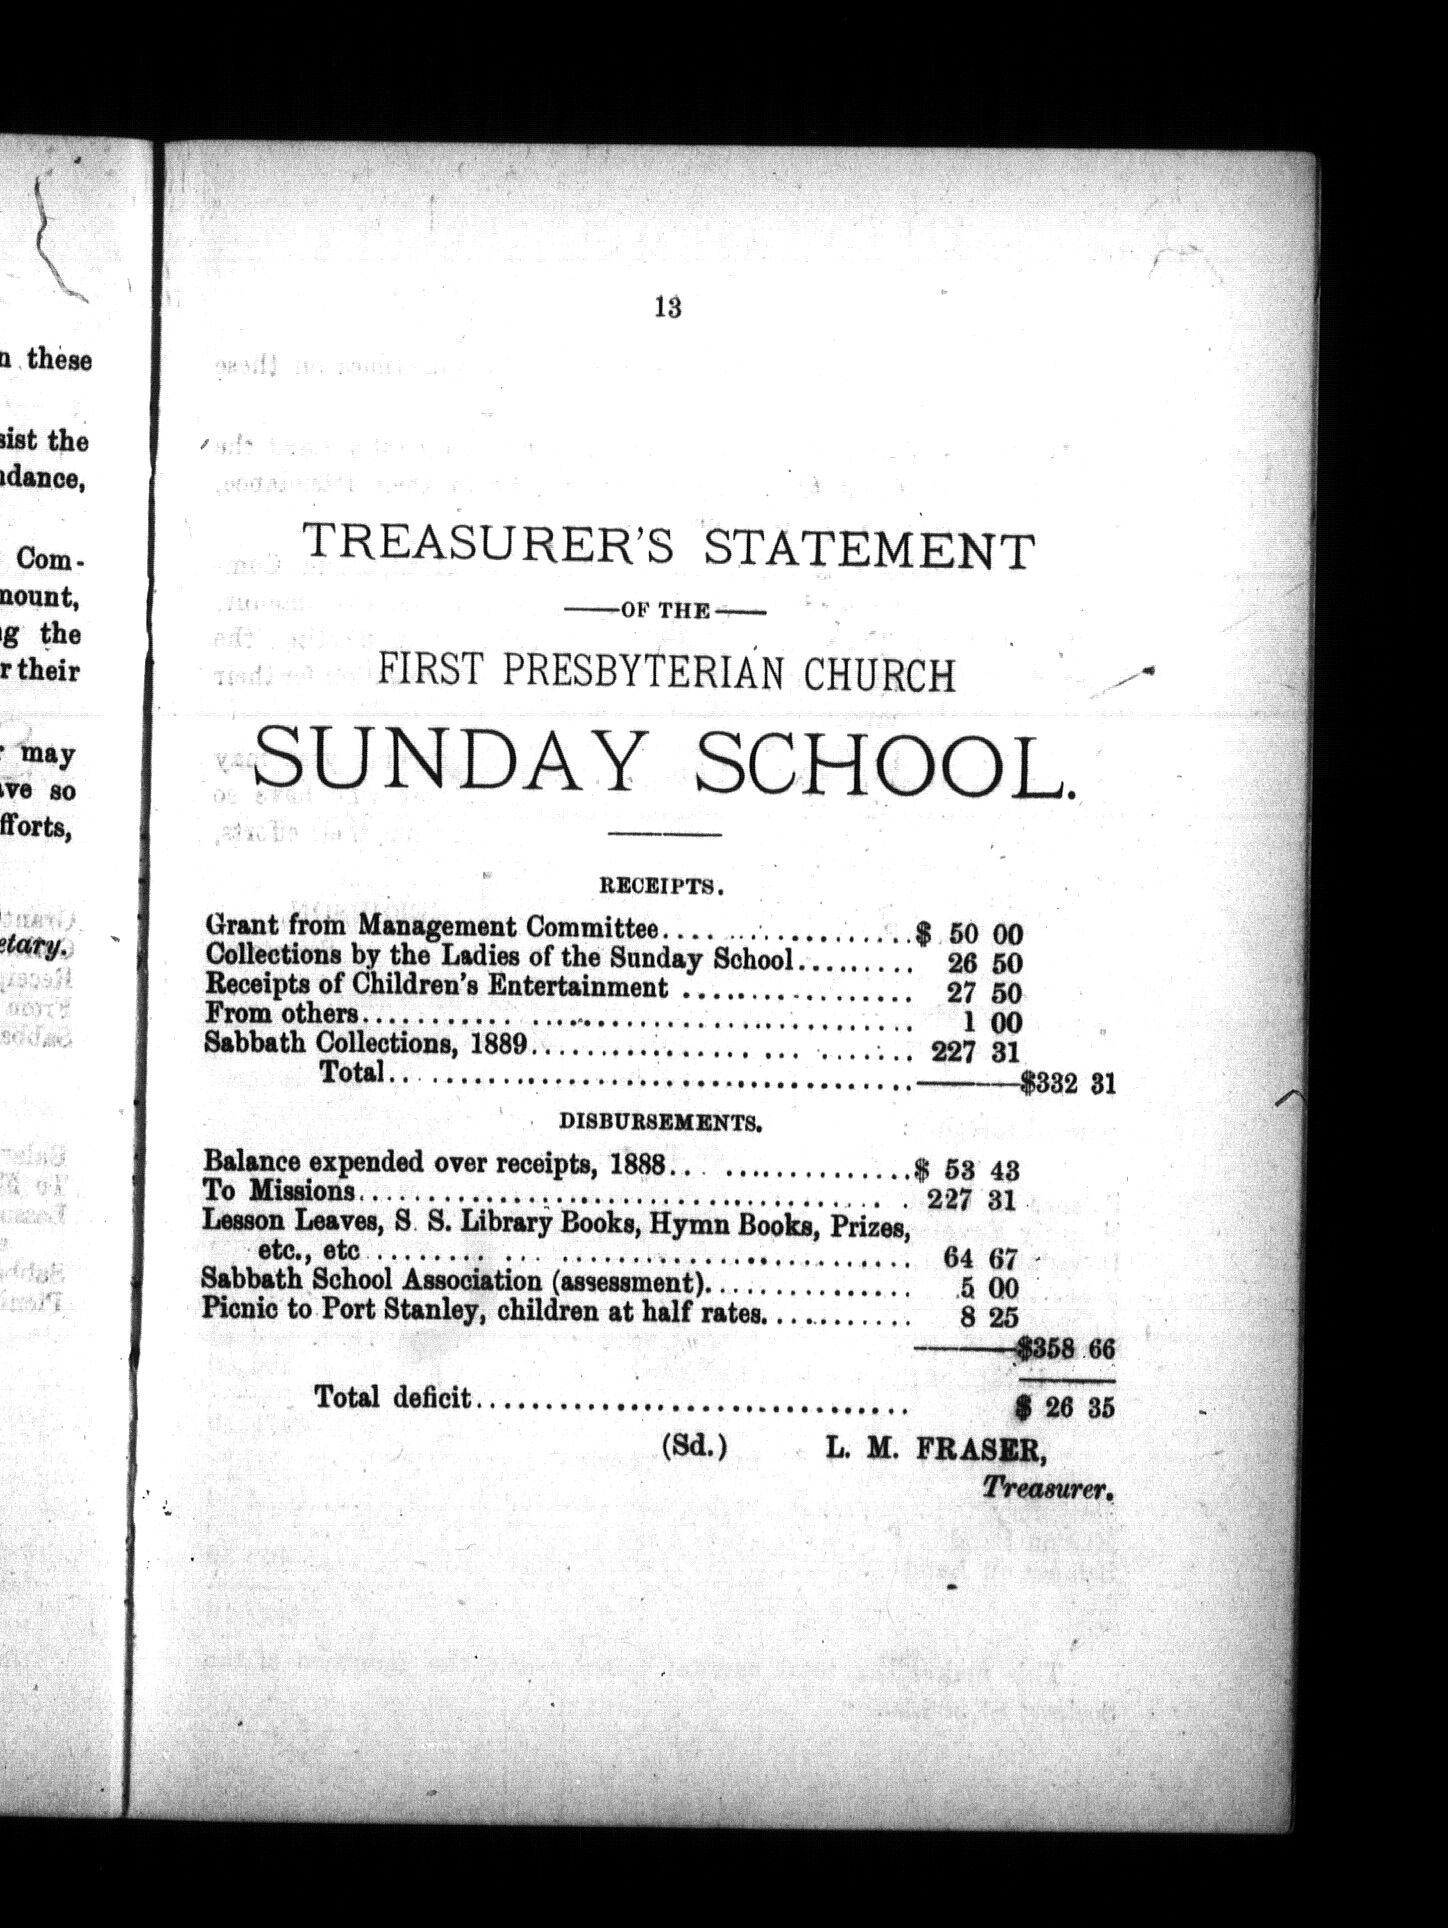 n these
sist the
ndance,
Com-
mount,
ng the
r their
r may
ave so
fforts,
etary.
13
TREASURER'S STATEMENT
—OF THE—
FIRST PRESBYTERIAN CHURCH
SUNDAY SCHOOL.
RECEIPTS.
Grant from Management Committee.... $ 50 00
Collections by the Ladies of the Sunday School......... 26 50
Receipts of Children's Entertainment ................. 27 50
From others........................................ 1 00
Sabbath Collections, 1889............................ 227 31
Total......................................———$332 31
DISBURSEMENTS.
Balance expended over receipts, 1888.................$ 53 43
To Missions........................................ 227 31
Lesson Leaves, S. S. Library Books, Hymn Books, Prizes,
etc., etc....................................... 64 67
Sabbath School Association (assessment)............... 5 00
Picnic to Port Stanley, children at half rates........... 8 25
———$358 66
Total deficit................................ $ 26 35
(Sd.) L. M. FRASER,
Treasurer.